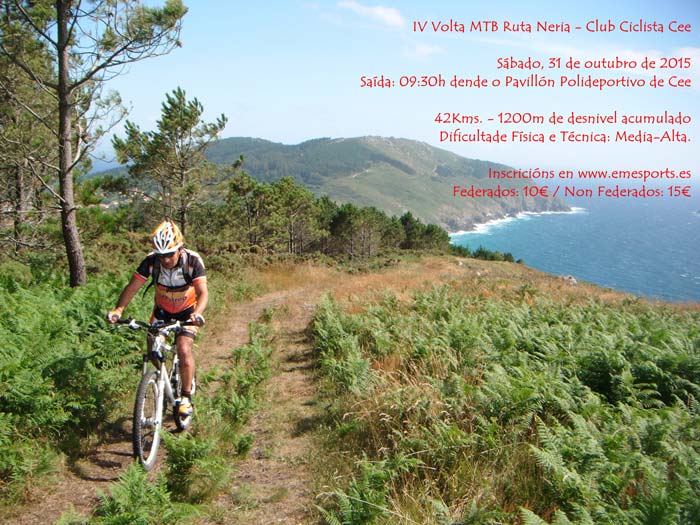 IV Volta MTB Ruta Neria - Club Ciclista Cee
Sábado, 31 de outubro de 2015
Saída: 09:30h dende o Pavillón Polideportivo de Cee
42Kms. - 1200m de desnivel acumulado
Dificultade Física e Técnica: Media-Alta.
Inscricións en www.emesports.es
Federados: 10€ / Non Federados: 15€